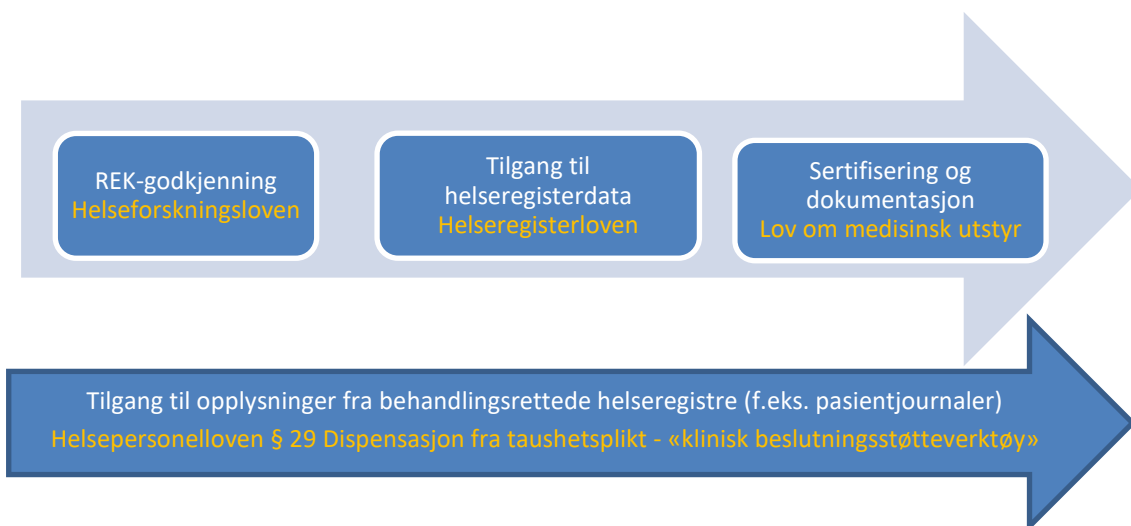 REK-godkjenning
Helseforskningsloven
Tilgang til
helseregisterdata
Helseregisterloven
Sertifisering og
dokumentasjon
Lov om medisinsk utstyr
Tilgang til opplysninger fra behandlingsrettede helseregistre (f.eks. pasientjournaler)
Helsepersonelloven § 29 Dispensasjon fra taushetsplikt - «klinisk beslutningsstøtteverktøy»